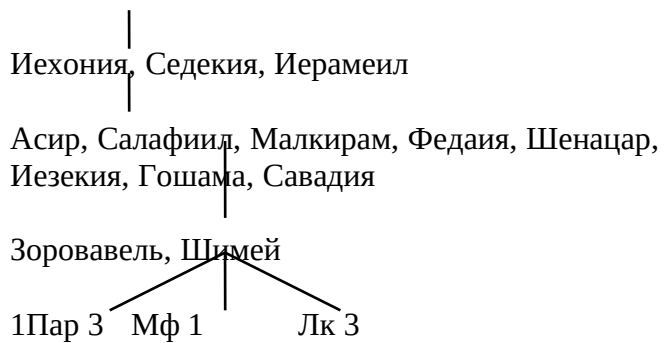 Иехония, Седекия, Иерамеил
Асир, Салафиил, Малкирам, Федаия, Шенацар,
Иезекия, Гошама, Савадия
Зоровавель, Шимей
1Пар 3 Мф 1 Лк 3